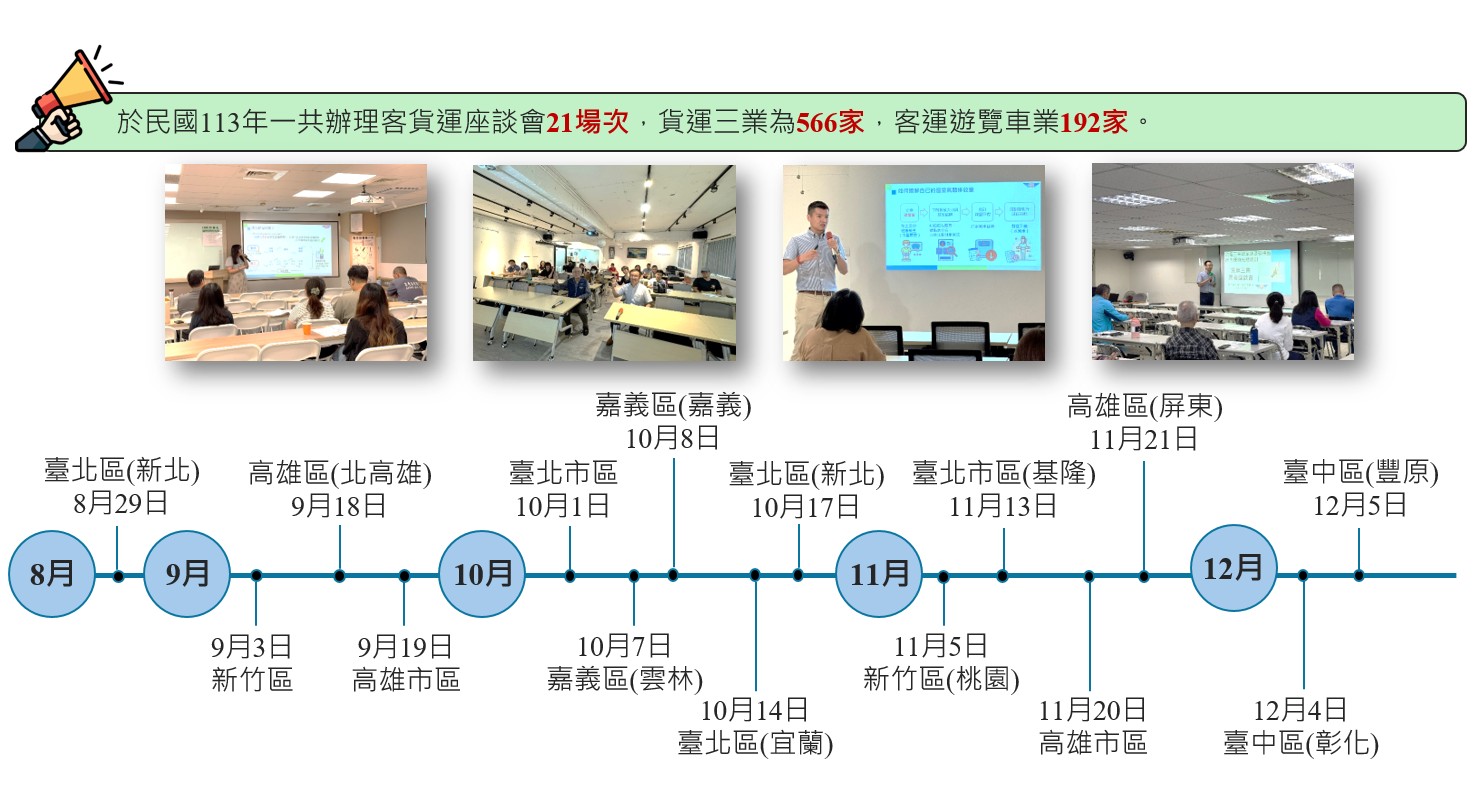 於民國113年一共辦理客貨運座談會21場次，貨運三業為566家，客運遊覽車業192家。
嘉義區(嘉義)
10月8日
高雄區(屏東)
11月21日
臺北區(新北)
8月29日
高雄區(北高雄)
9月18日
臺北市區
10月1日
臺北區(新北)
10月17日
臺北市區(基隆)
11月13日
臺中區(豐原)
12月5日
8月
9月
10月
11月
12月
9月3日
新竹區
9月19日
高雄市區
10月7日
嘉義區(雲林)
11月5日
新竹區(桃園)
10月14日
臺北區(宜蘭)
11月20日
高雄市區
12月4日
臺中區(彰化)